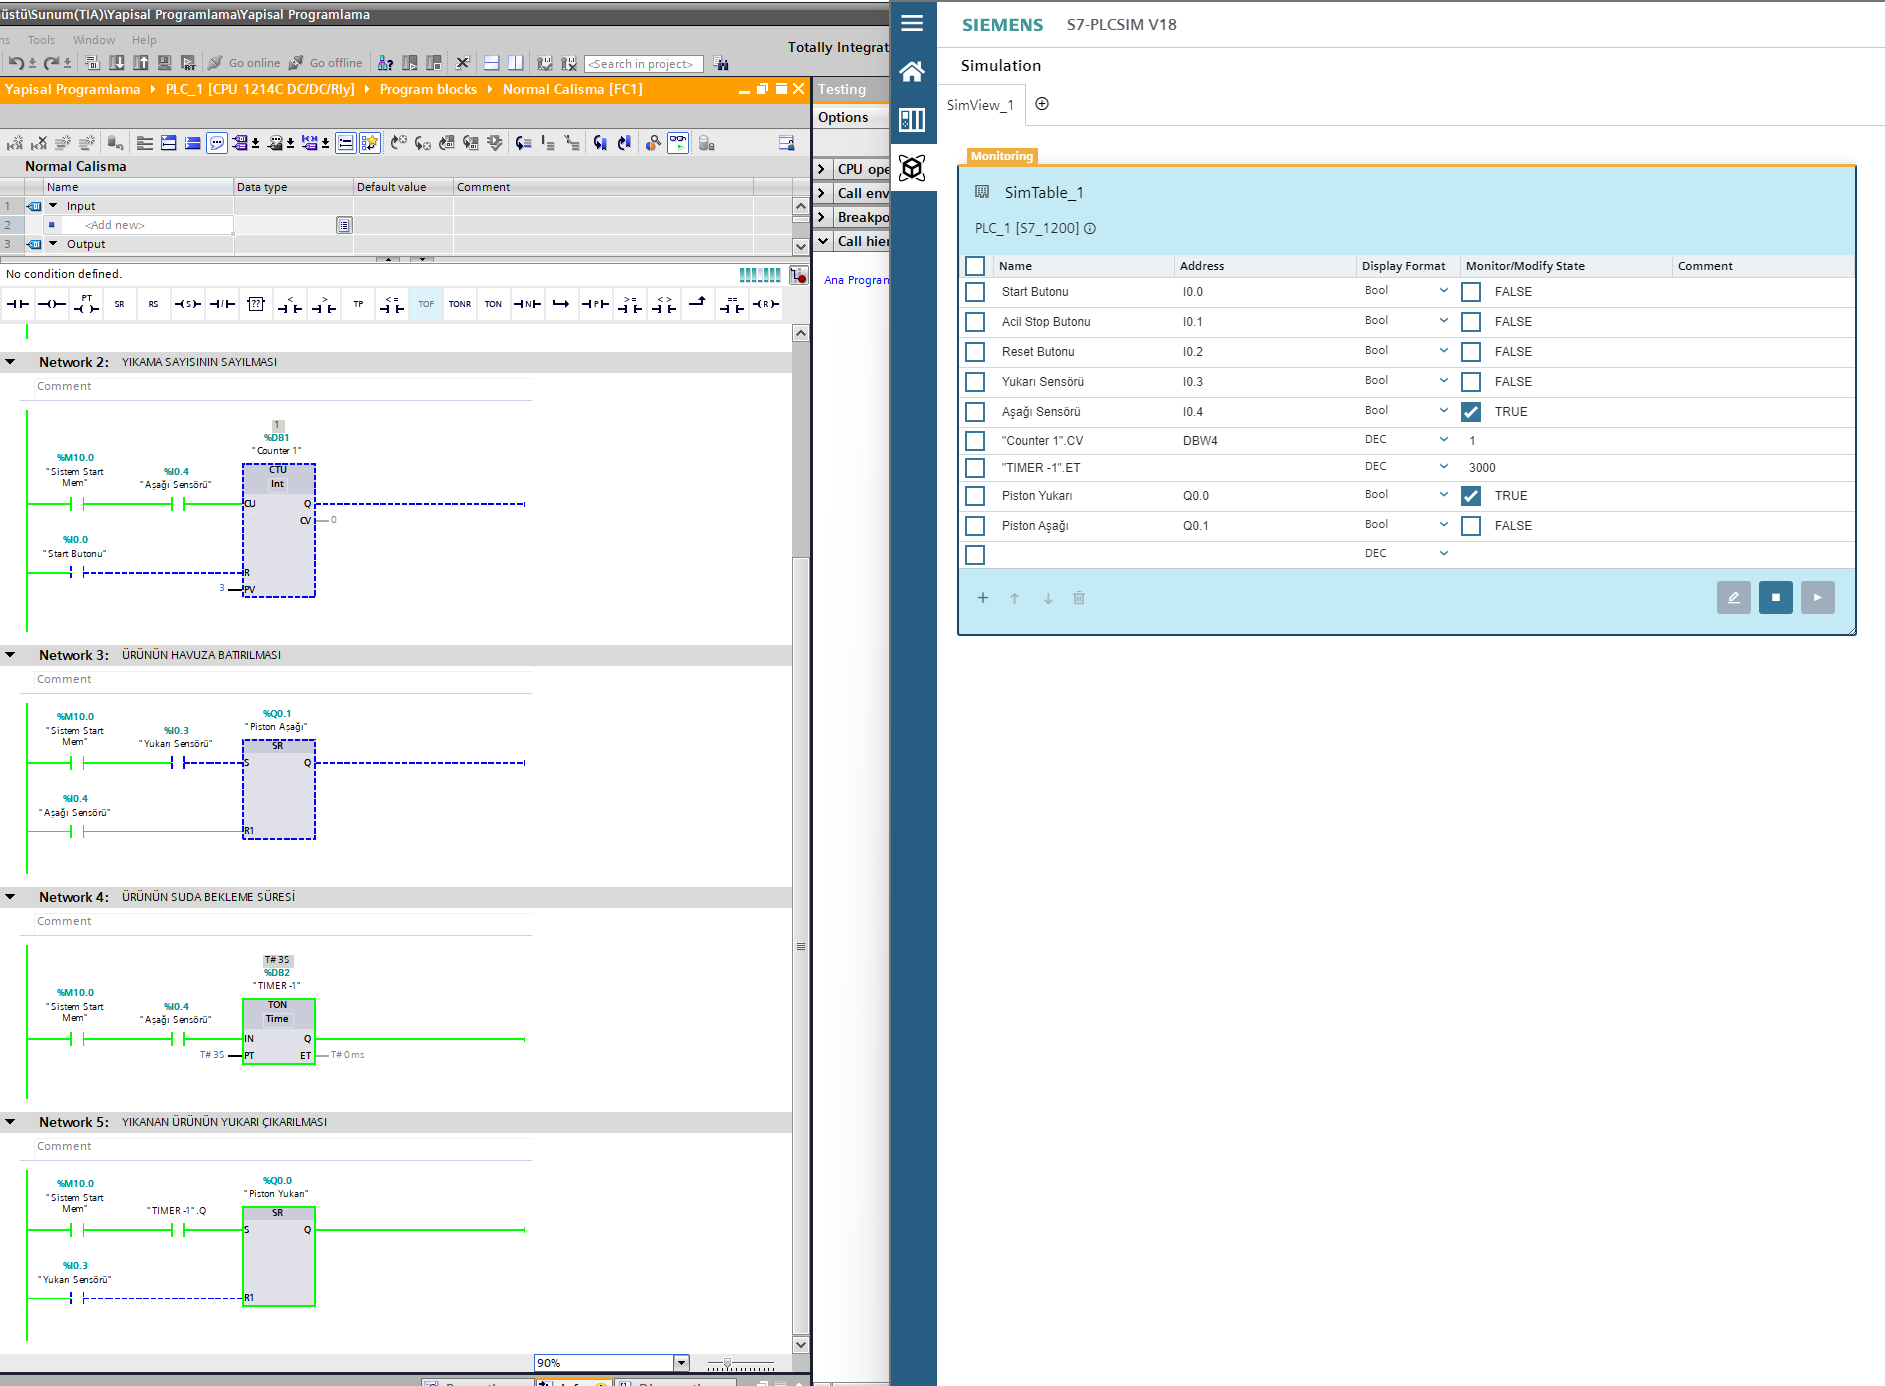 üstü\Sunum(TIA)\Yapisal Programlama\Yapisal Programlama
ns Tools Window Help
Go online Go offline <Search in project>
Totally Integrat
Yapisal Programlama PLC_1 [CPU 1214C DC/DC/Rly] Program blocks Normal Calisma [FC1]
Normal Calisma
Name Data type Default value Comment
1 Input
2 <Add new>
3 Output
No condition defined.
PT SR RS (S) ?? < > TP <= TOF TONR TON N P >= <> == (R)
Network 2: YIKAMA SAYISININ SAYILMASI
Comment
1
%DB1
"Counter 1"
CTU
Int
%M10.0
"Sistem Start
Mem"
%I0.4
"Aşağı Sensörü"
CU Q
CV 0
%I0.0
"Start Butonu"
R
3 PV
Network 3: ÜRÜNÜN HAVUZA BATIRILMASI
Comment
%Q0.1
"Piston Aşağı"
SR
%M10.0
"Sistem Start
Mem"
%I0.3
"Yukarı Sensörü"
S Q
%I0.4
"Aşağı Sensörü"
R1
Network 4: ÜRÜNÜN SUDA BEKLEME SÜRESİ
Comment
T#3S
%DB2
"TIMER -1"
TON
Time
%M10.0
"Sistem Start
Mem"
%I0.4
"Aşağı Sensörü"
IN Q
T#3S PT ET T#0ms
Network 5: YIKANAN ÜRÜNÜN YUKARI ÇIKARILMASI
Comment
%Q0.0
"Piston Yukarı"
SR
%M10.0
"Sistem Start
Mem"
"TIMER -1".Q
S Q
%I0.3
"Yukarı Sensörü"
R1
90%
Testing
Options
CPU ope
Call env
Breakpo
Call hier
Ana Program
SIEMENS S7-PLCSIM V18
Simulation
SimView_1
Monitoring
SimTable_1
PLC_1 [S7_1200]
Name Address Display Format Monitor/Modify State Comment
Start Butonu I0.0 Bool FALSE
Acil Stop Butonu I0.1 Bool FALSE
Reset Butonu I0.2 Bool FALSE
Yukarı Sensörü I0.3 Bool FALSE
Aşağı Sensörü I0.4 Bool TRUE
"Counter 1".CV DBW4 DEC 1
"TIMER -1".ET DEC 3000
Piston Yukarı Q0.0 Bool TRUE
Piston Aşağı Q0.1 Bool FALSE
DEC